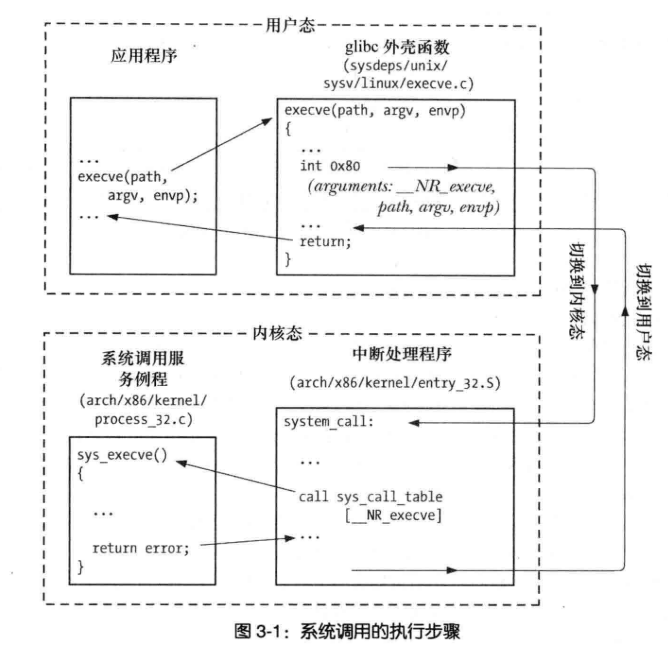 用户态
应用程序
glibc 外壳函数
(sysdeps/unix/
sysv/linux/execve.c)
...
execve(path,
argv, envp);
...
execve(path, argv, envp)
{
...
int 0x80
(arguments: __NR_execve,
path, argv, envp)
...
return;
}
切换到内核态
切换到用户态
内核态
系统调用服
务例程
(arch/x86/kernel/
process_32.c)
中断处理程序
(arch/x86/kernel/entry_32.S)
sys_execve()
{
...
return error;
}
system_call:
...
call sys_call_table
[__NR_execve]
...
图 3-1：系统调用的执行步骤